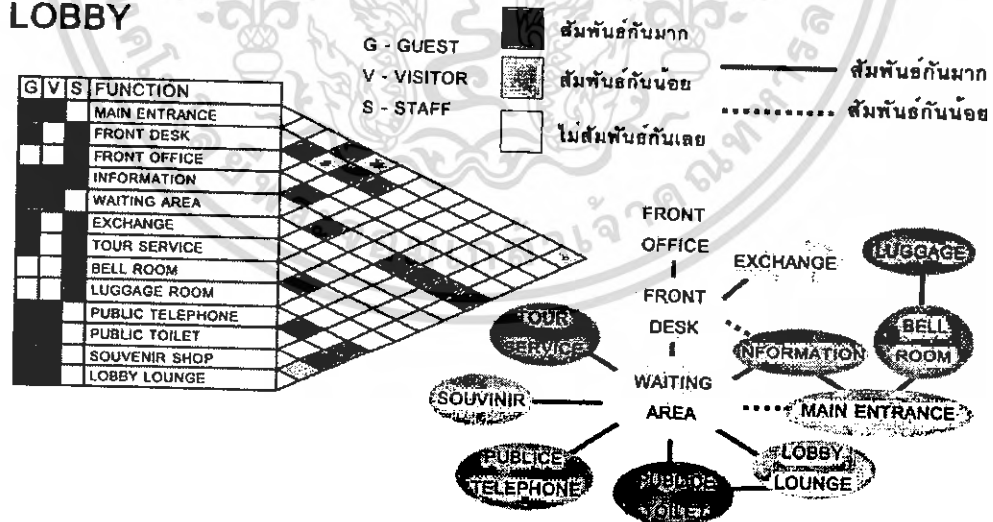 LOBBY
G - GUEST
V - VISITOR
S - STAFF
สัมพันธ์กันมาก
สัมพันธ์กันน้อย
ไม่สัมพันธ์กันเลย
สัมพันธ์กันมาก
สัมพันธ์กันน้อย
G V S FUNCTION
MAIN ENTRANCE
FRONT DESK
FRONT OFFICE
INFORMATION
WAITING AREA
EXCHANGE
TOUR SERVICE
BELL ROOM
LUGGAGE ROOM
PUBLIC TELEPHONE
PUBLIC TOILET
SOUVENIR SHOP
LOBBY LOUNGE
FRONT
OFFICE
EXCHANGE
LUGGAGE
FRONT
DESK
TOUR
SERVICE
INFORMATION
BELL
ROOM
WAITING
AREA
SOUVINIR
MAIN ENTRANCE
PUBLICE
TELEPHONE
PUBLICE
TOILET
LOBBY
LOUNGE